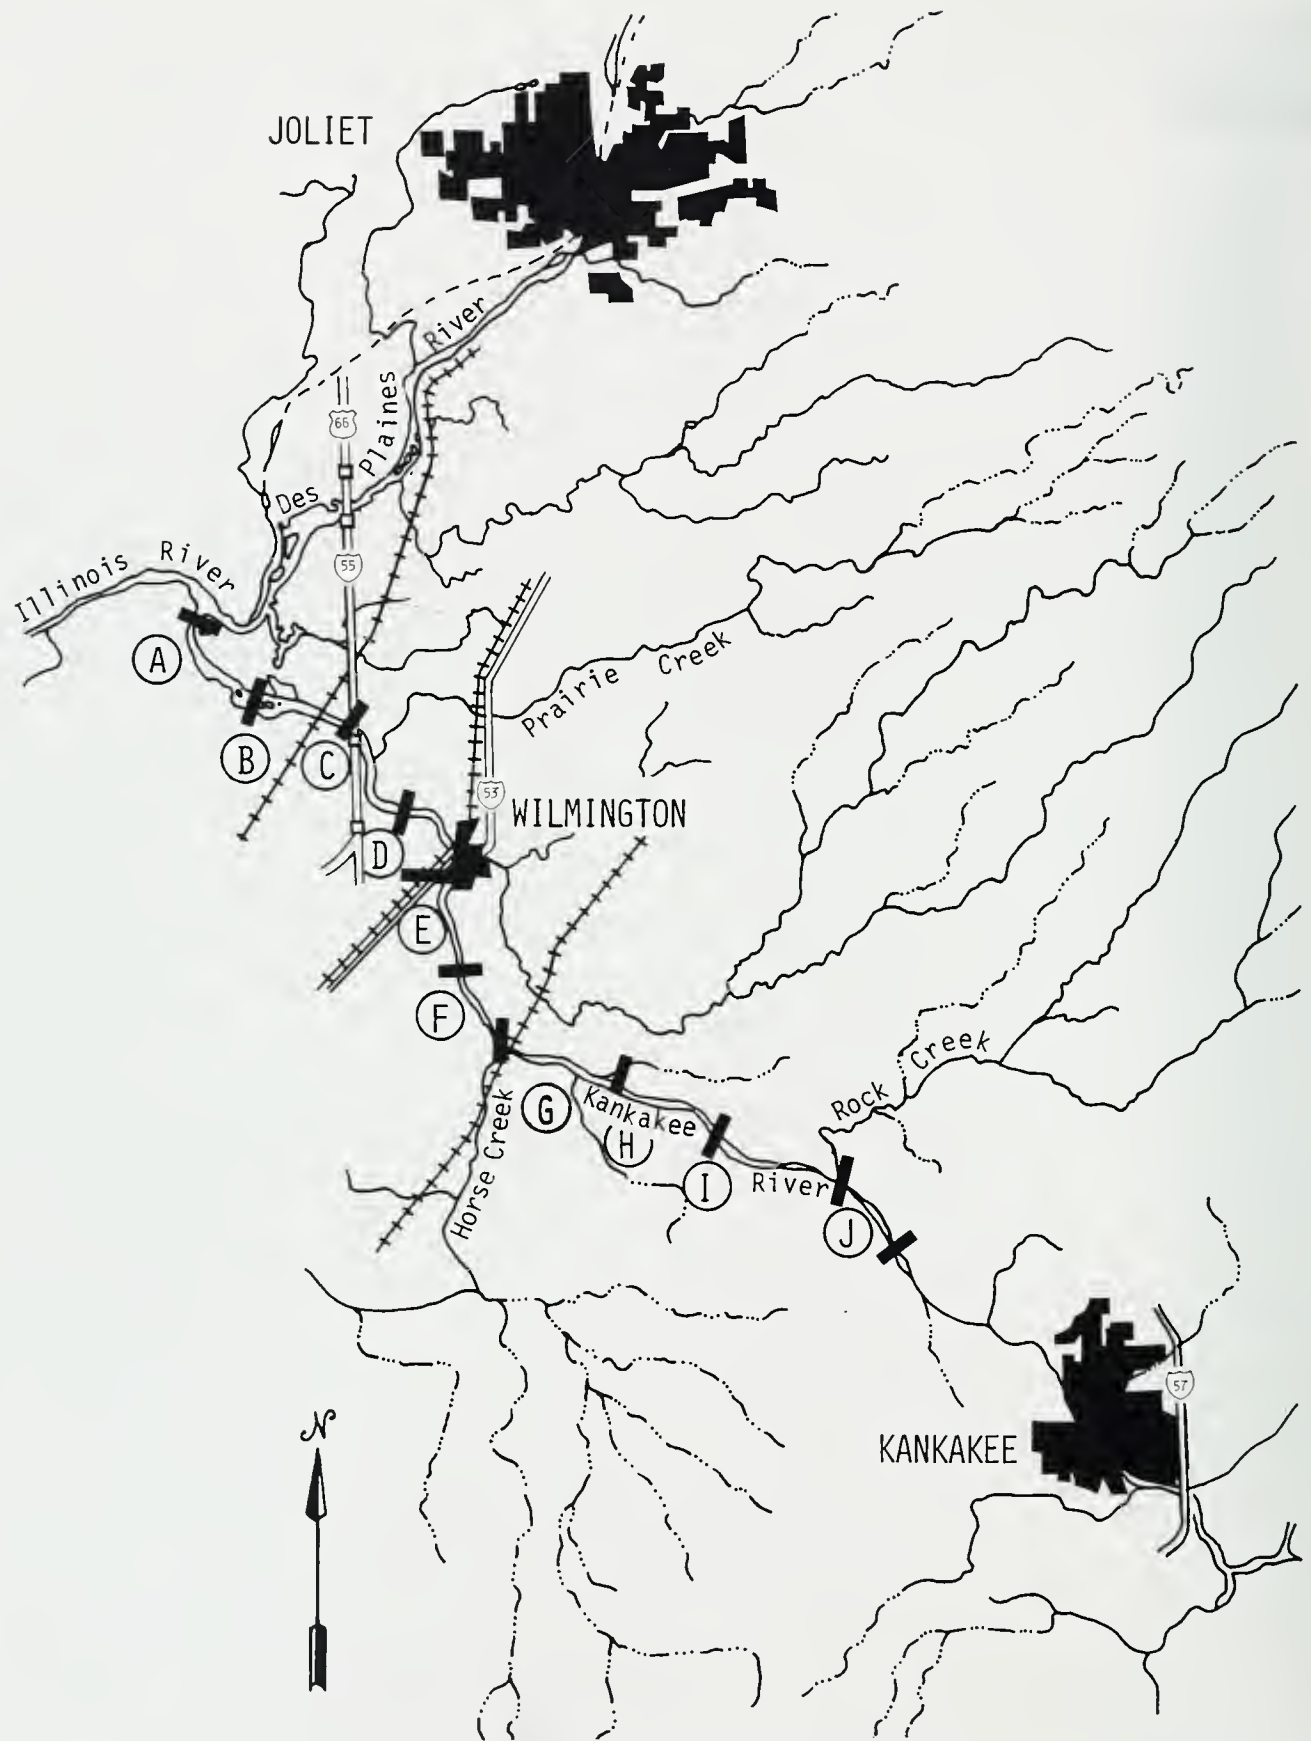 JOLIET
River
Plaines
66
Des
Illinois River
55
A
Prairie Creek
B
C
53
WILMINGTON
D
E
F
Rock Creek
G
Kankakee
H
Horse Creek
I
River
J
57
N
KANKAKEE